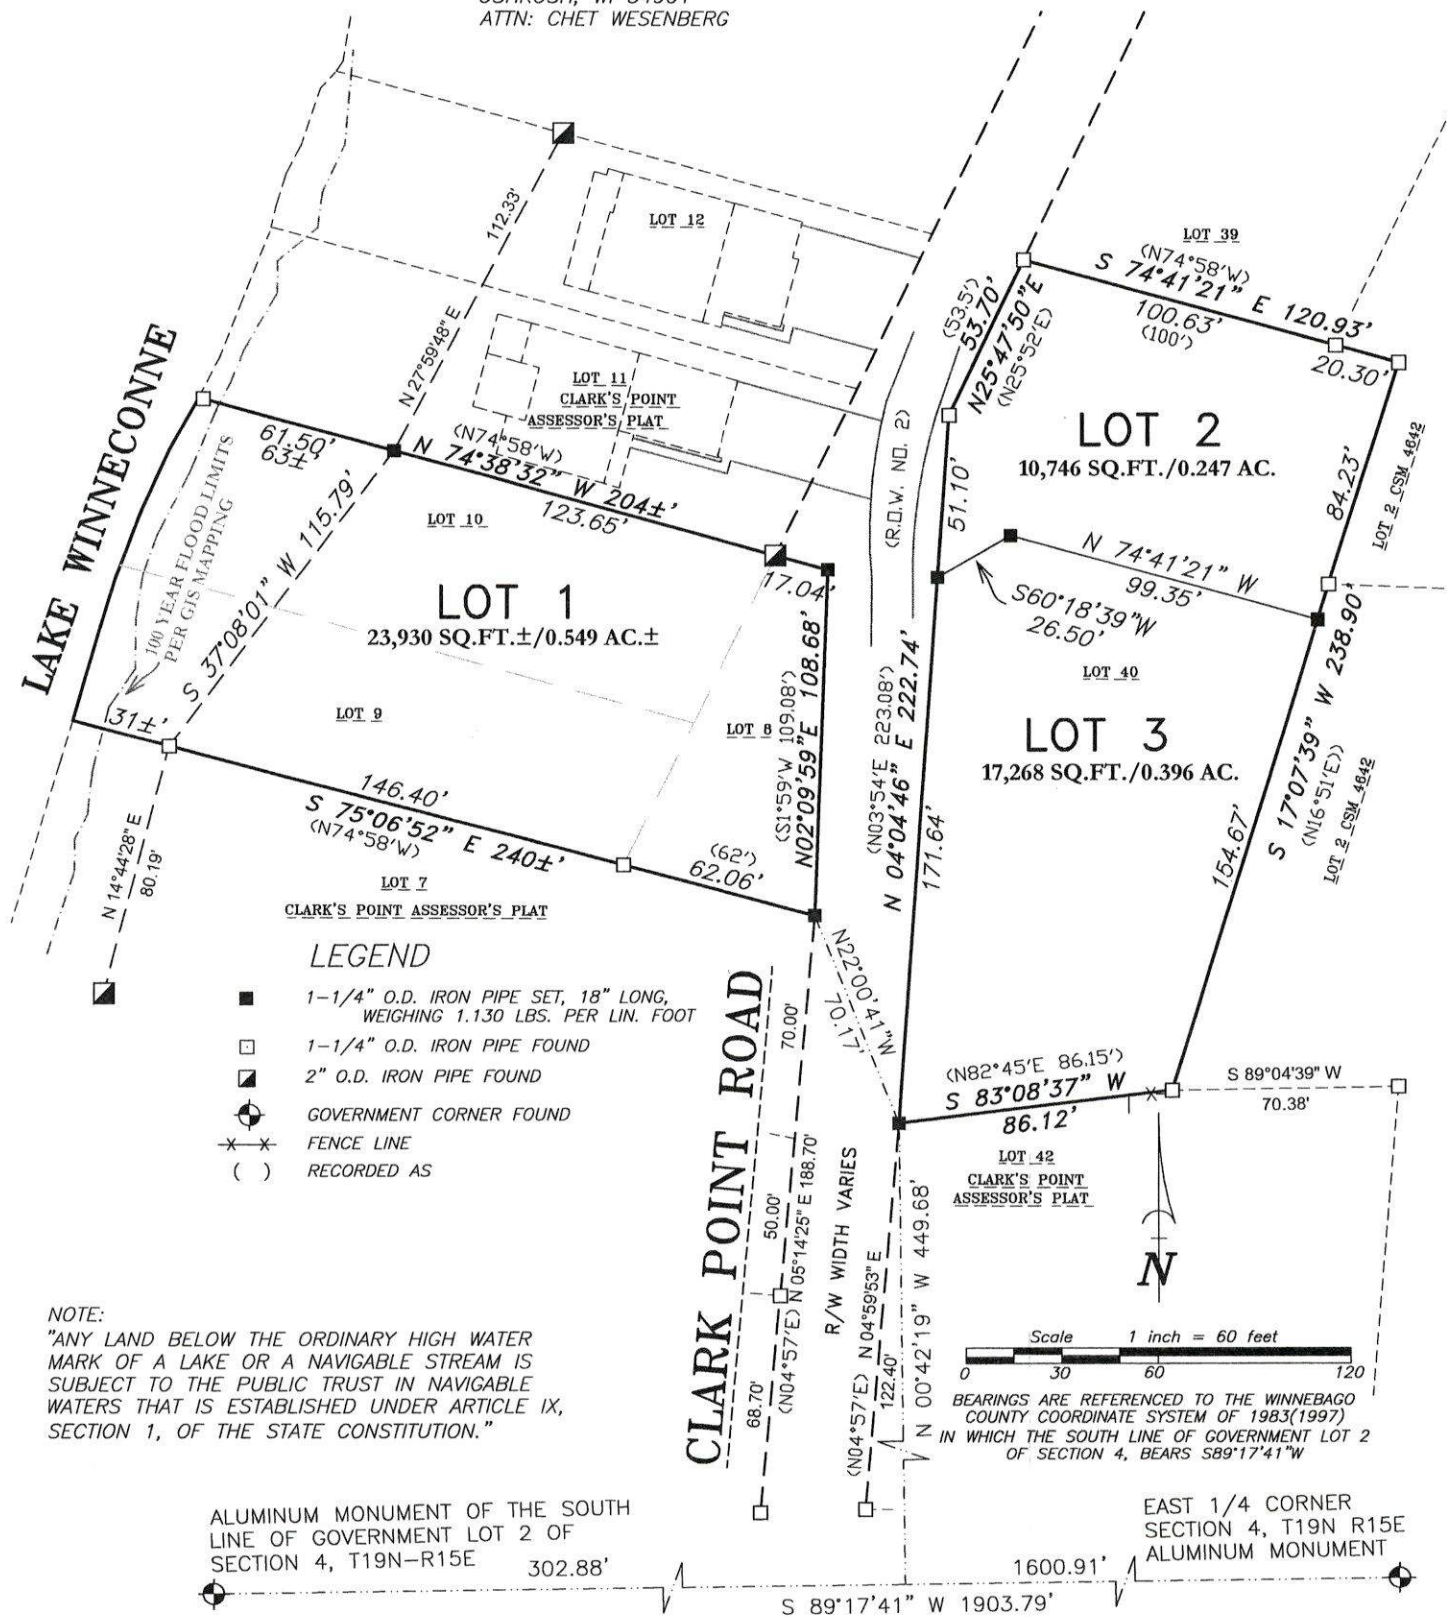 ATTN: CHET WESENBERG
112.33'
LOT 12
LOT 39
(N74°58'W)
S 74°41'21" E 120.93'
100.63'
(100')
20.30'
(53.5')
53.70'
N25°47'50"E
(N25°52'E)
LAKE WINNECONNE
N 27°59'48" E
LOT 11
CLARK'S POINT
ASSESSOR'S PLAT
61.50'
63±'
(N74°58'W)
N 74°38'32" W 204±'
123.65'
100 YEAR FLOOD LIMITS
PER GIS MAPPING
S 37°08'01" W 115.79'
LOT 10
LOT 1
23,930 SQ.FT.±/0.549 AC.±
17.04'
(R.O.W. NO. 2)
51.10'
LOT 2
10,746 SQ.FT./0.247 AC.
84.23'
LOT 2 CSM 4642
N 74°41'21" W
99.35'
S60°18'39"W
26.50'
LOT 40
LOT 3
17,268 SQ.FT./0.396 AC.
S 17°07'39" W 238.90'
(N16°51'E))
LOT 2 CSM 4642
154.67'
31±'
LOT 9
LOT 8
(S1°59'W 109.08')
N02°09'59"E 108.68'
(N03°54'E 223.08')
N 04°04'46" E 222.74'
171.64'
146.40'
S 75°06'52" E 240±'
(N74°58'W)
(62')
62.06'
N 14°44'28" E
80.19'
LOT 7
CLARK'S POINT ASSESSOR'S PLAT
N22°00'41"W
70.17'
LEGEND
1-1/4" O.D. IRON PIPE SET, 18" LONG,
WEIGHING 1.130 LBS. PER LIN. FOOT
1-1/4" O.D. IRON PIPE FOUND
2" O.D. IRON PIPE FOUND
GOVERNMENT CORNER FOUND
FENCE LINE
( ) RECORDED AS
CLARK POINT ROAD
70.00'
50.00'
68.70'
(N04°57'E) N 05°14'25" E 188.70'
R/W WIDTH VARIES
(N04°57'E) N 04°59'53" E
122.40'
N 00°42'19" W 449.68'
(N82°45'E 86.15')
S 83°08'37" W
86.12'
S 89°04'39" W
70.38'
LOT 42
CLARK'S POINT
ASSESSOR'S PLAT
N
Scale 1 inch = 60 feet
0 30 60 120
BEARINGS ARE REFERENCED TO THE WINNEBAGO
COUNTY COORDINATE SYSTEM OF 1983(1997)
IN WHICH THE SOUTH LINE OF GOVERNMENT LOT 2
OF SECTION 4, BEARS S89°17'41"W
NOTE:
"ANY LAND BELOW THE ORDINARY HIGH WATER
MARK OF A LAKE OR A NAVIGABLE STREAM IS
SUBJECT TO THE PUBLIC TRUST IN NAVIGABLE
WATERS THAT IS ESTABLISHED UNDER ARTICLE IX,
SECTION 1, OF THE STATE CONSTITUTION."
ALUMINUM MONUMENT OF THE SOUTH
LINE OF GOVERNMENT LOT 2 OF
SECTION 4, T19N-R15E
302.88'
1600.91'
EAST 1/4 CORNER
SECTION 4, T19N R15E
ALUMINUM MONUMENT
S 89°17'41" W 1903.79'